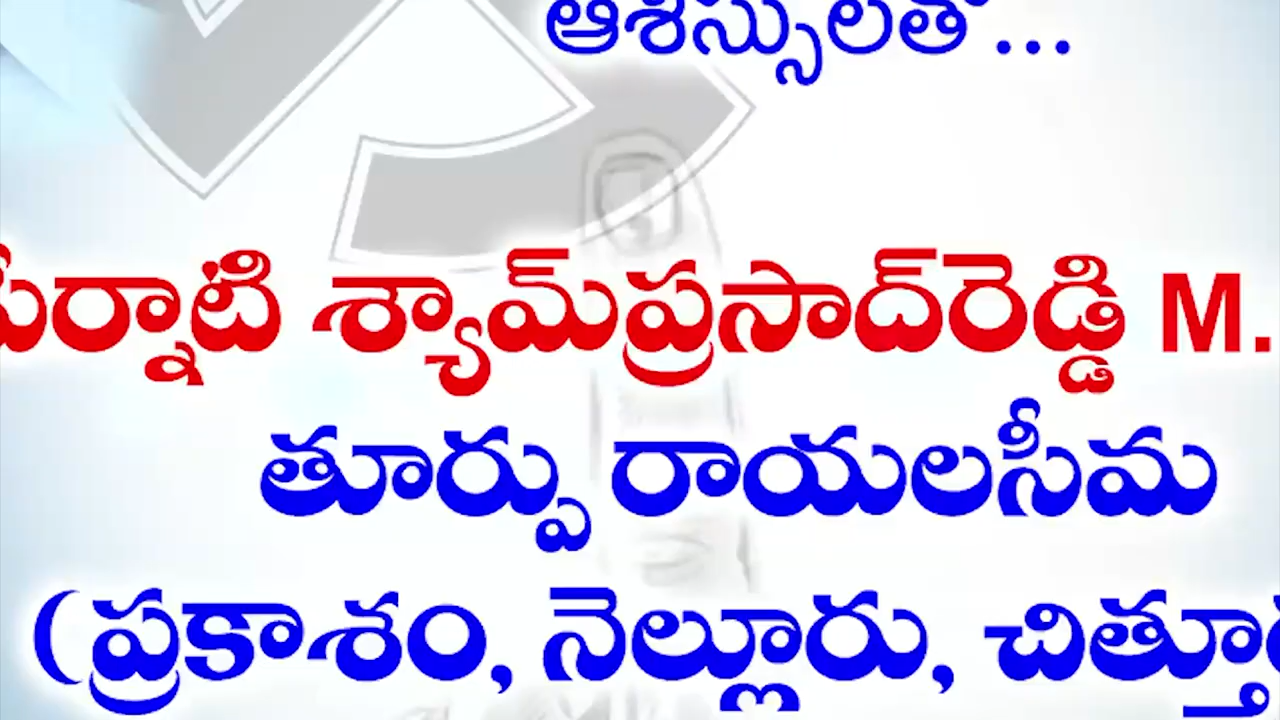 ఆశీస్సులతో...
పేర్నాటి శ్యామ్‌ప్రసాద్‌రెడ్డి M.
తూర్పు రాయలసీమ
(ప్రకాశం, నెల్లూరు, చిత్తూ